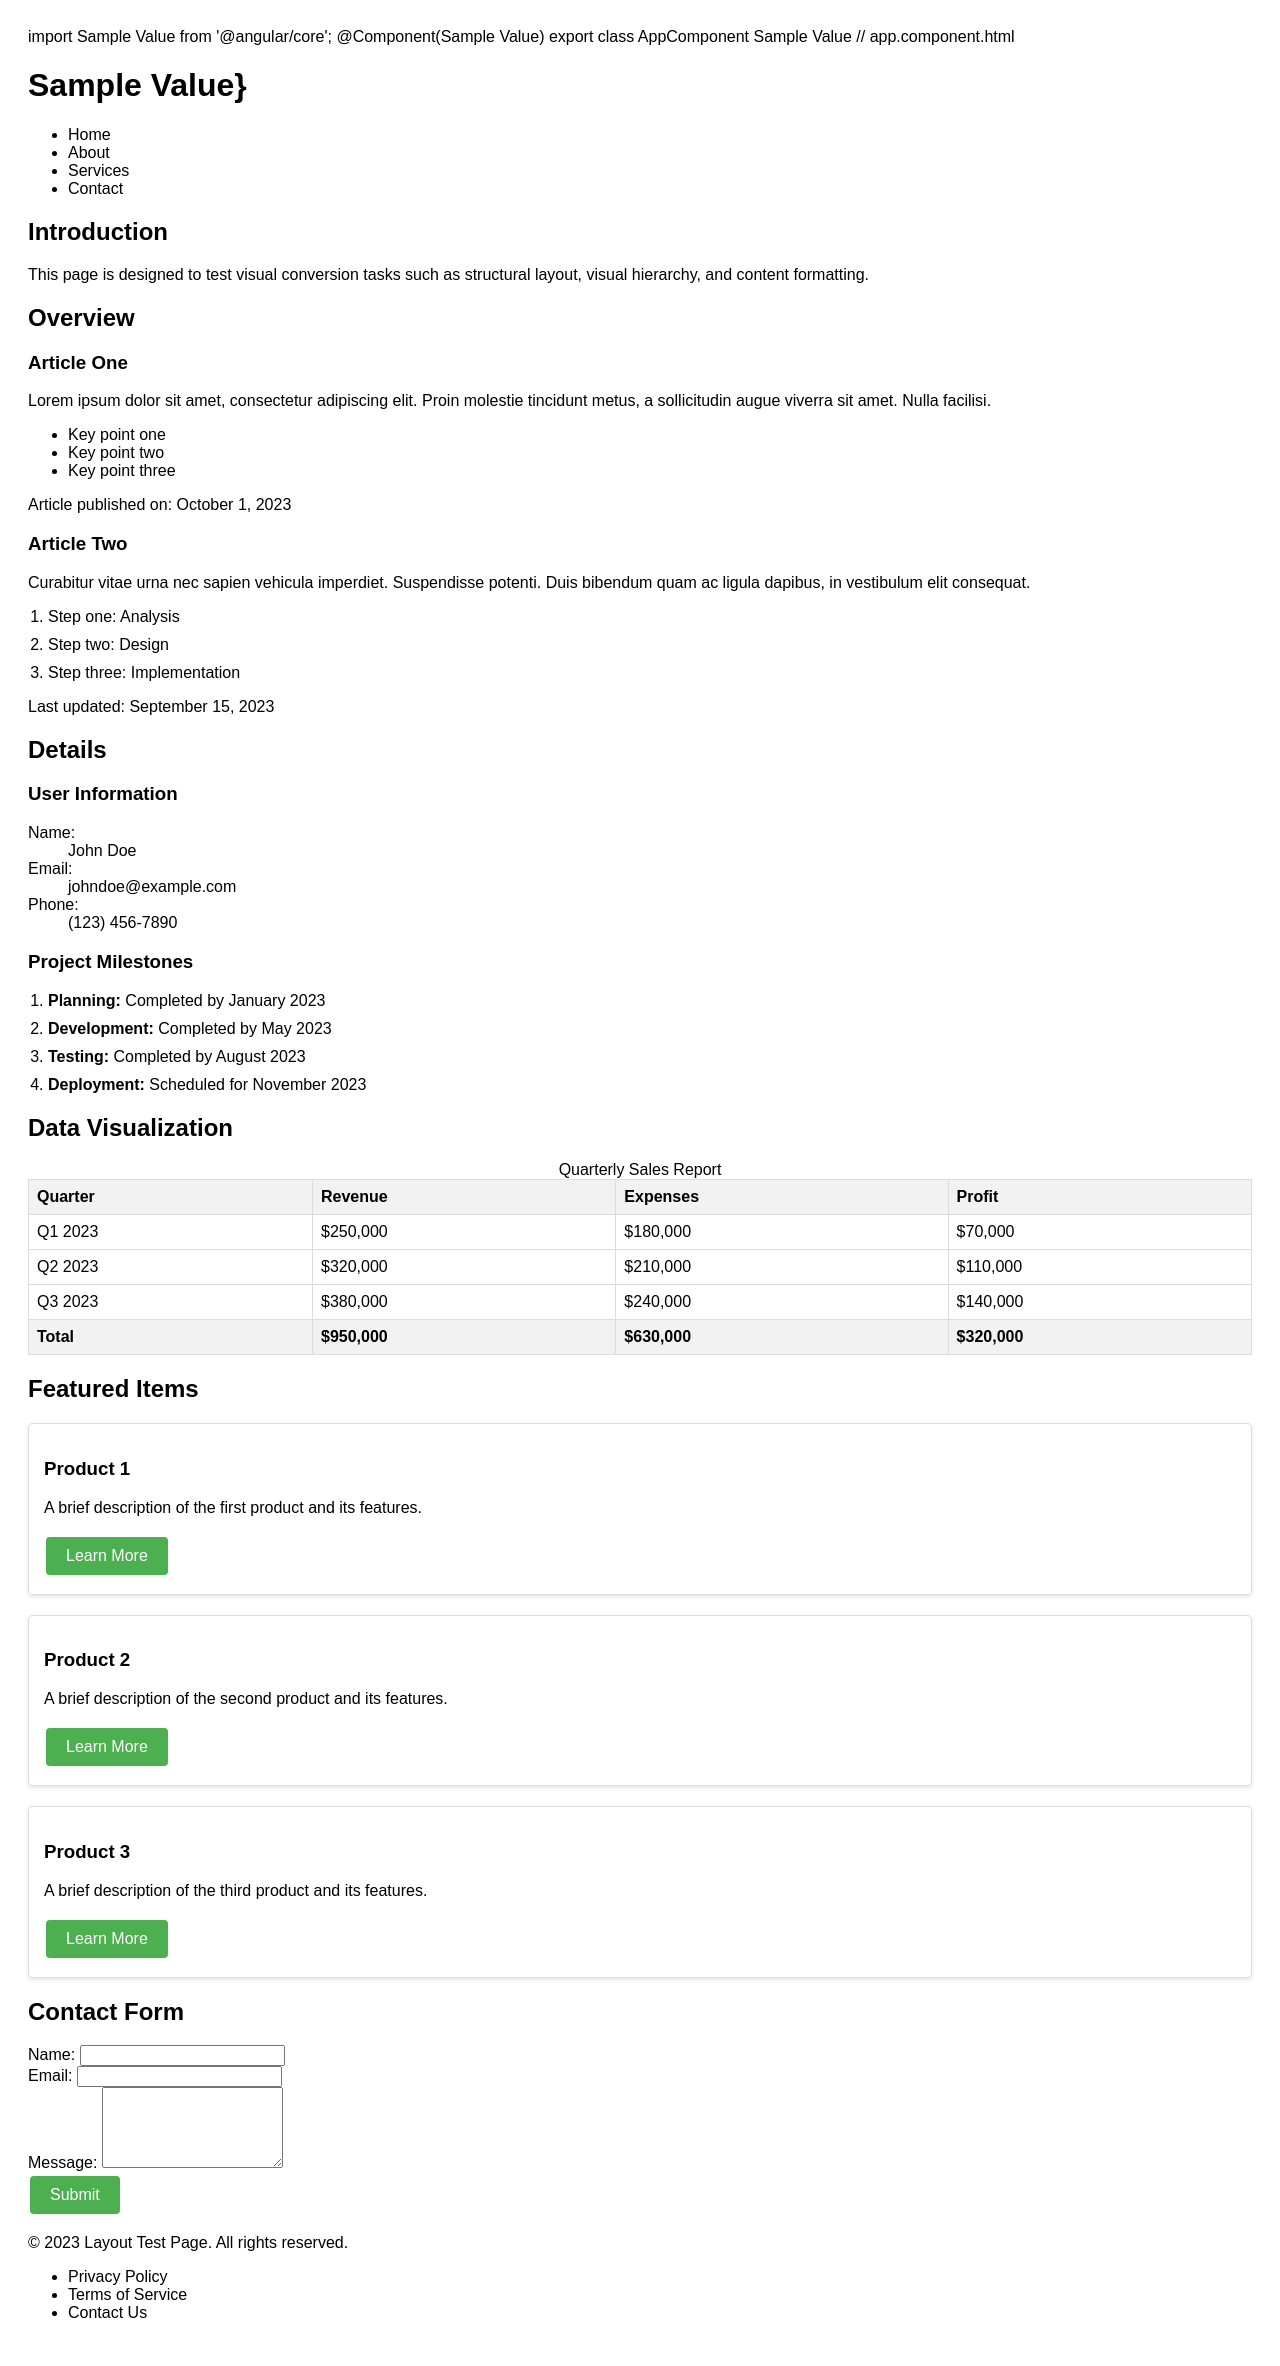 import Sample Value from '@angular/core'; @Component(Sample Value) export class AppComponent Sample Value // app.component.html
Sample Value}
Home
About
Services
Contact
Introduction
This page is designed to test visual conversion tasks such as structural layout, visual hierarchy, and content formatting.
Overview
Article One
Lorem ipsum dolor sit amet, consectetur adipiscing elit. Proin molestie tincidunt metus, a sollicitudin augue viverra sit amet. Nulla facilisi.
Key point one
Key point two
Key point three
Article published on: October 1, 2023
Article Two
Curabitur vitae urna nec sapien vehicula imperdiet. Suspendisse potenti. Duis bibendum quam ac ligula dapibus, in vestibulum elit consequat.
1. Step one: Analysis
2. Step two: Design
3. Step three: Implementation
Last updated: September 15, 2023
Details
User Information
Name:
John Doe
Email:
johndoe@example.com
Phone:
(123) 456-7890
Project Milestones
1. Planning: Completed by January 2023
2. Development: Completed by May 2023
3. Testing: Completed by August 2023
4. Deployment: Scheduled for November 2023
Data Visualization
Quarterly Sales Report
Quarter Revenue Expenses Profit
Q1 2023 $250,000 $180,000 $70,000
Q2 2023 $320,000 $210,000 $110,000
Q3 2023 $380,000 $240,000 $140,000
Total $950,000 $630,000 $320,000
Featured Items
Product 1
A brief description of the first product and its features.
Learn More
Product 2
A brief description of the second product and its features.
Learn More
Product 3
A brief description of the third product and its features.
Learn More
Contact Form
Name:
Email:
Message:
Submit
© 2023 Layout Test Page. All rights reserved.
Privacy Policy
Terms of Service
Contact Us